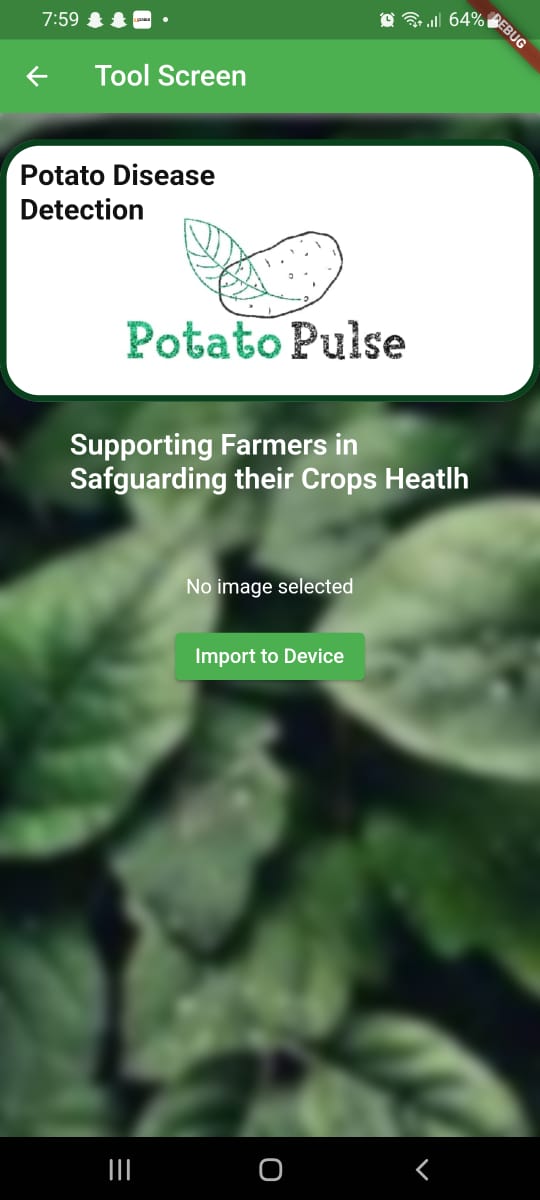 7:59
64%
DEBUG
Tool Screen
Potato Disease
Detection
Potato Pulse
Supporting Farmers in
Safguarding their Crops Heatlh
No image selected
Import to Device